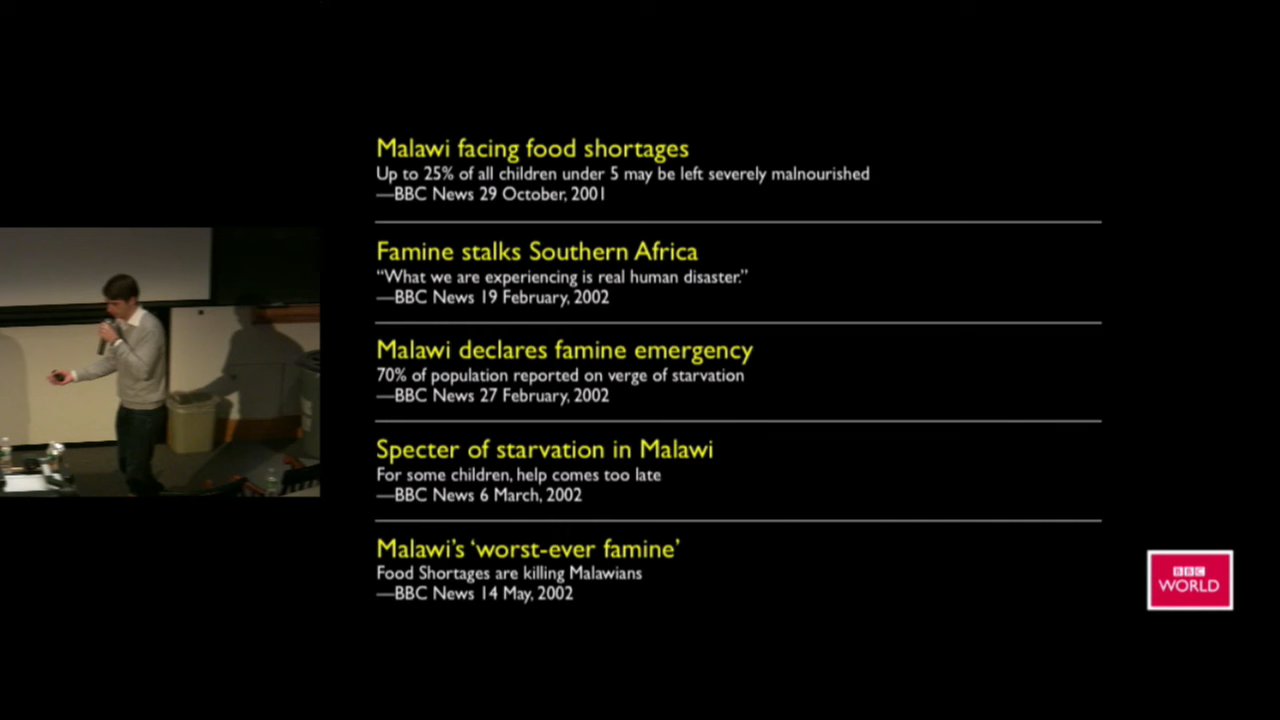 Malawi facing food shortages
Up to 25% of all children under 5 may be left severely malnourished
—BBC News 29 October, 2001
Famine stalks Southern Africa
“What we are experiencing is real human disaster.”
—BBC News 19 February, 2002
Malawi declares famine emergency
70% of population reported on verge of starvation
—BBC News 27 February, 2002
Specter of starvation in Malawi
For some children, help comes too late
—BBC News 6 March, 2002
Malawi’s ‘worst-ever famine’
Food Shortages are killing Malawians
—BBC News 14 May, 2002
BBC
WORLD